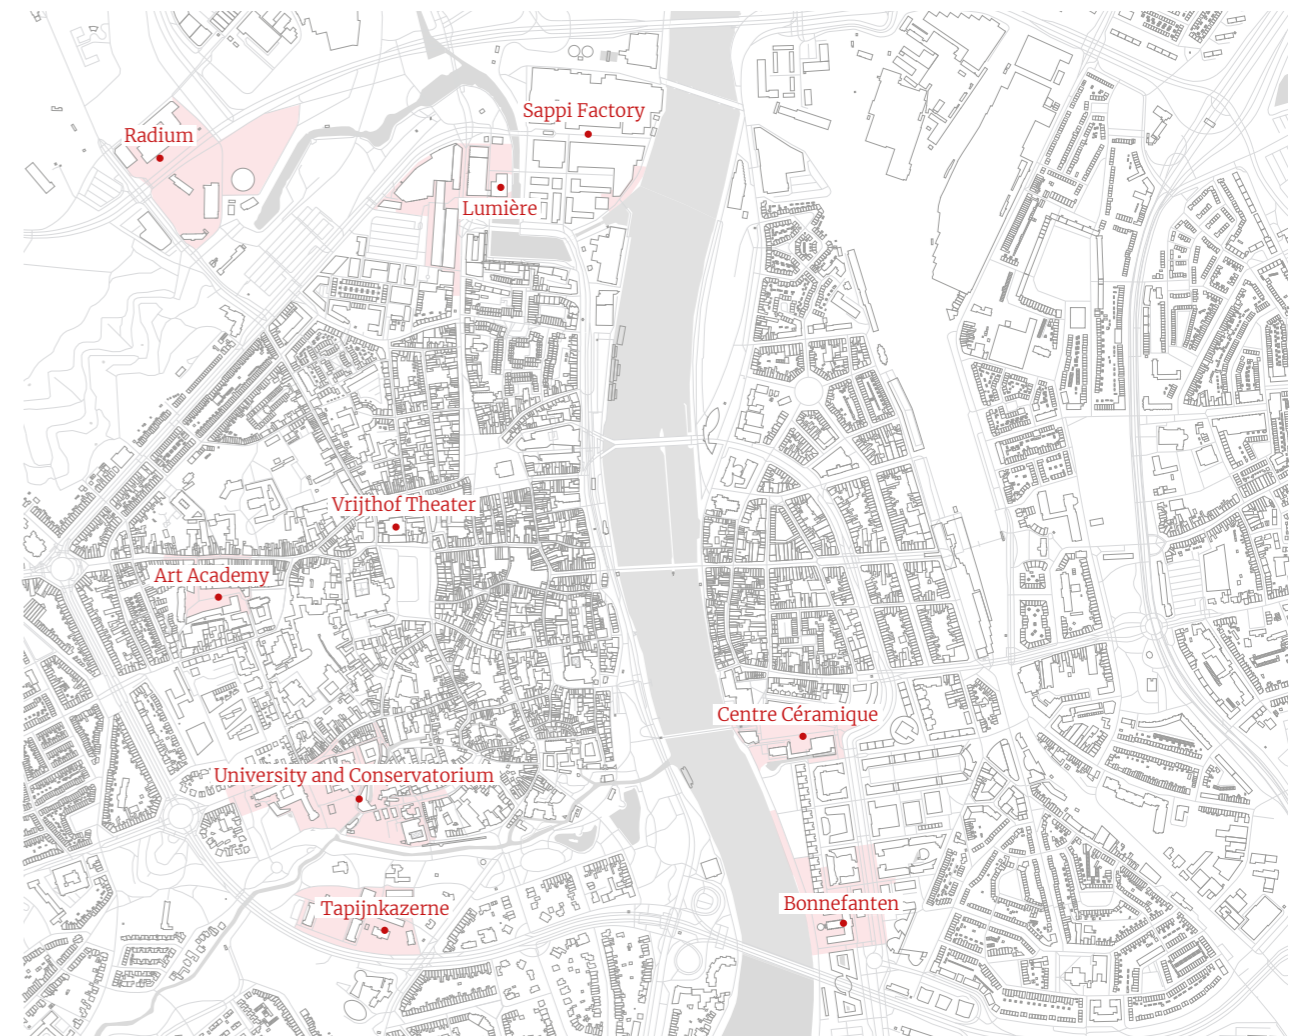 Sappi Factory
Radium
Lumière
Vrijthof Theater
Art Academy
Centre Céramique
University and Conservatorium
Bonnefanten
Tapijnkazerne